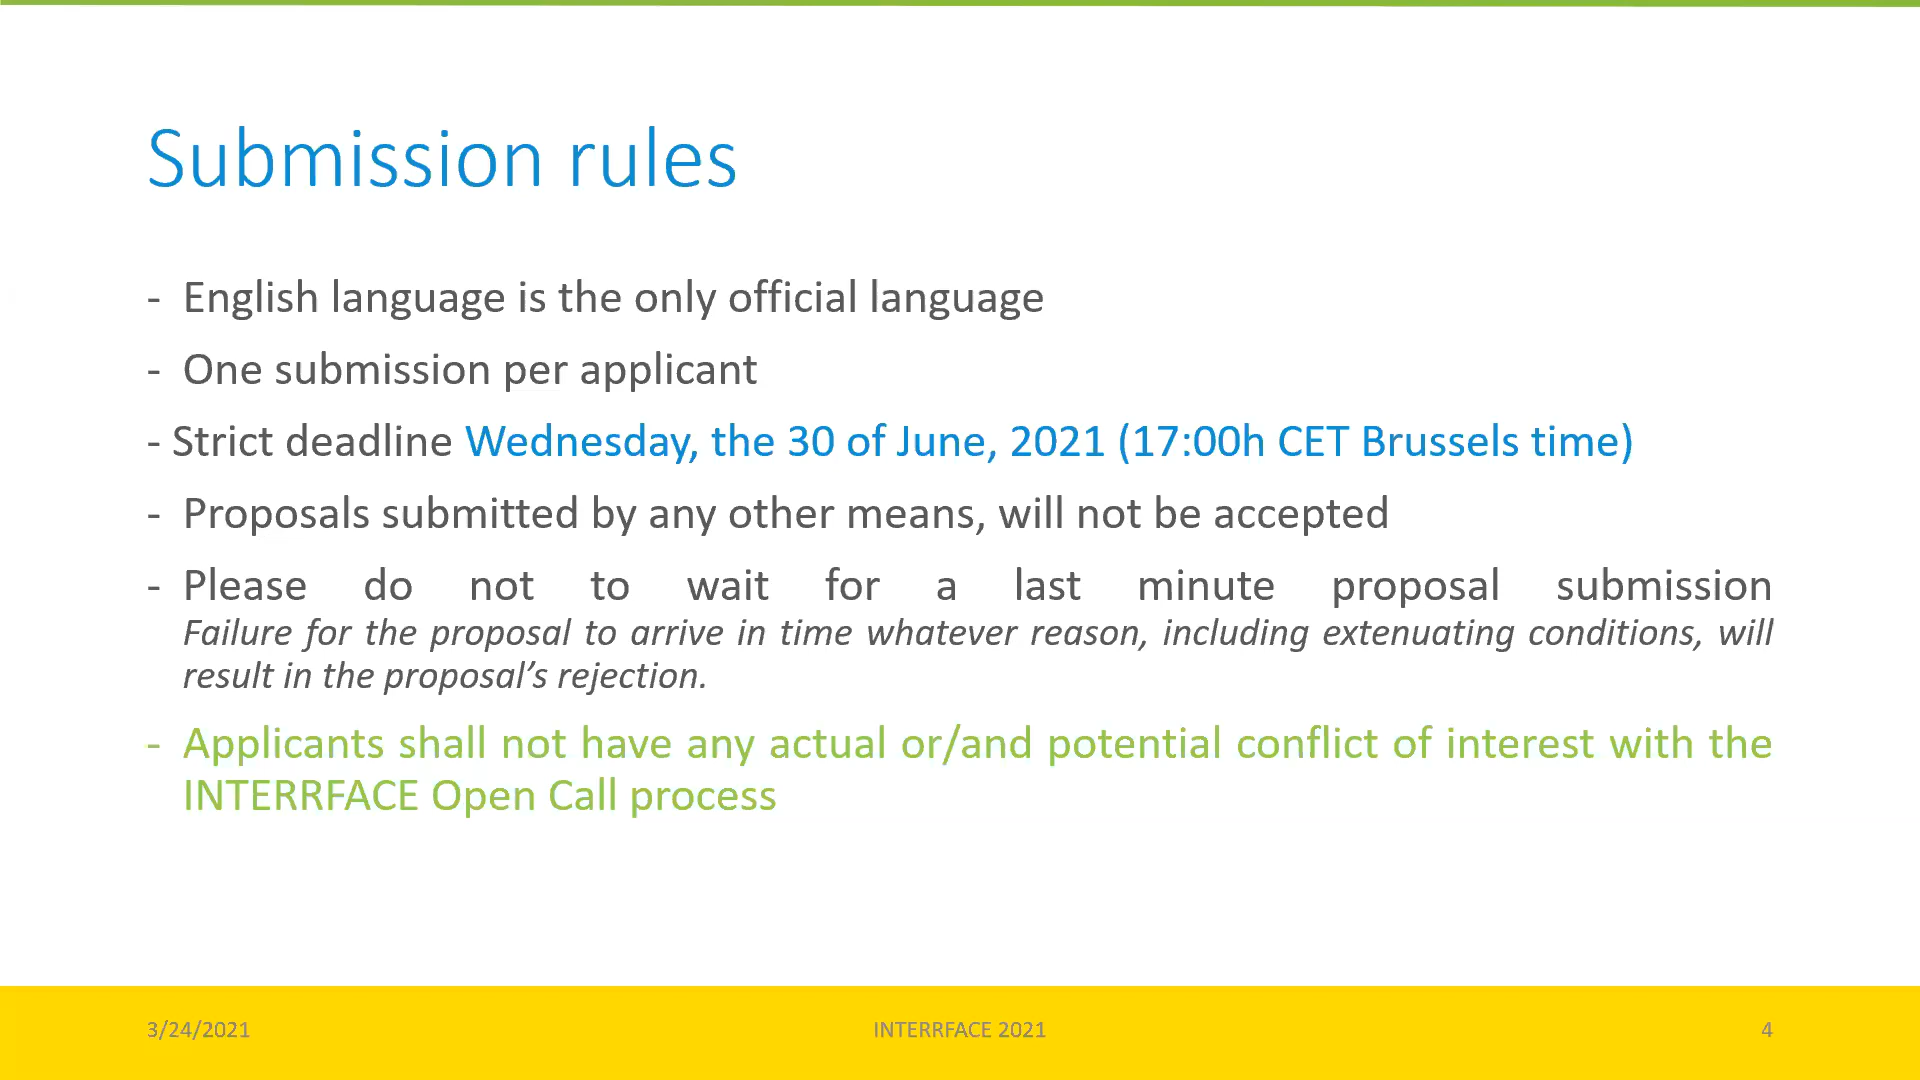 Submission rules
- English language is the only official language
- One submission per applicant
- Strict deadline Wednesday, the 30 of June, 2021 (17:00h CET Brussels time)
- Proposals submitted by any other means, will not be accepted
- Please do not to wait for a last minute proposal submission
Failure for the proposal to arrive in time whatever reason, including extenuating conditions, will
result in the proposal’s rejection.
- Applicants shall not have any actual or/and potential conflict of interest with the
INTERRFACE Open Call process
3/24/2021
INTERRFACE 2021
4